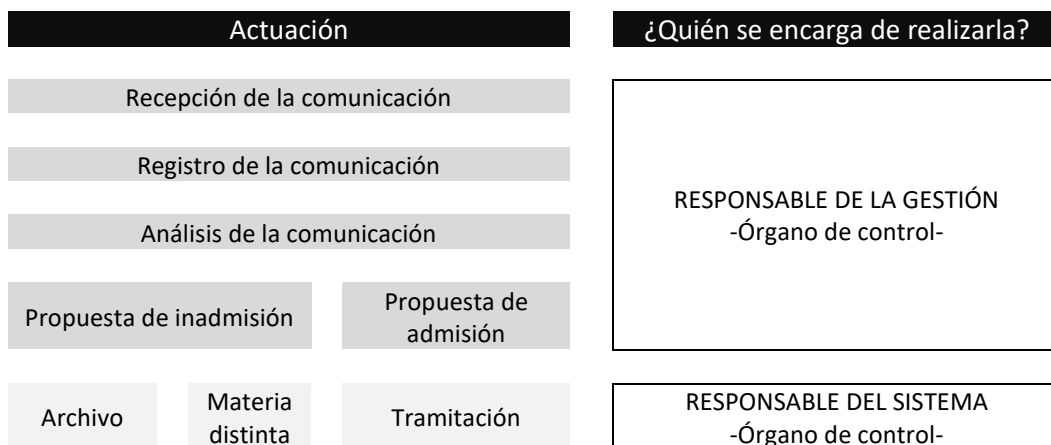 Actuación
¿Quién se encarga de realizarla?
Recepción de la comunicación
Registro de la comunicación
Análisis de la comunicación
RESPONSABLE DE LA GESTIÓN
-Órgano de control-
Propuesta de inadmisión
Propuesta de
admisión
Archivo
Materia
distinta
Tramitación
RESPONSABLE DEL SISTEMA
-Órgano de control-